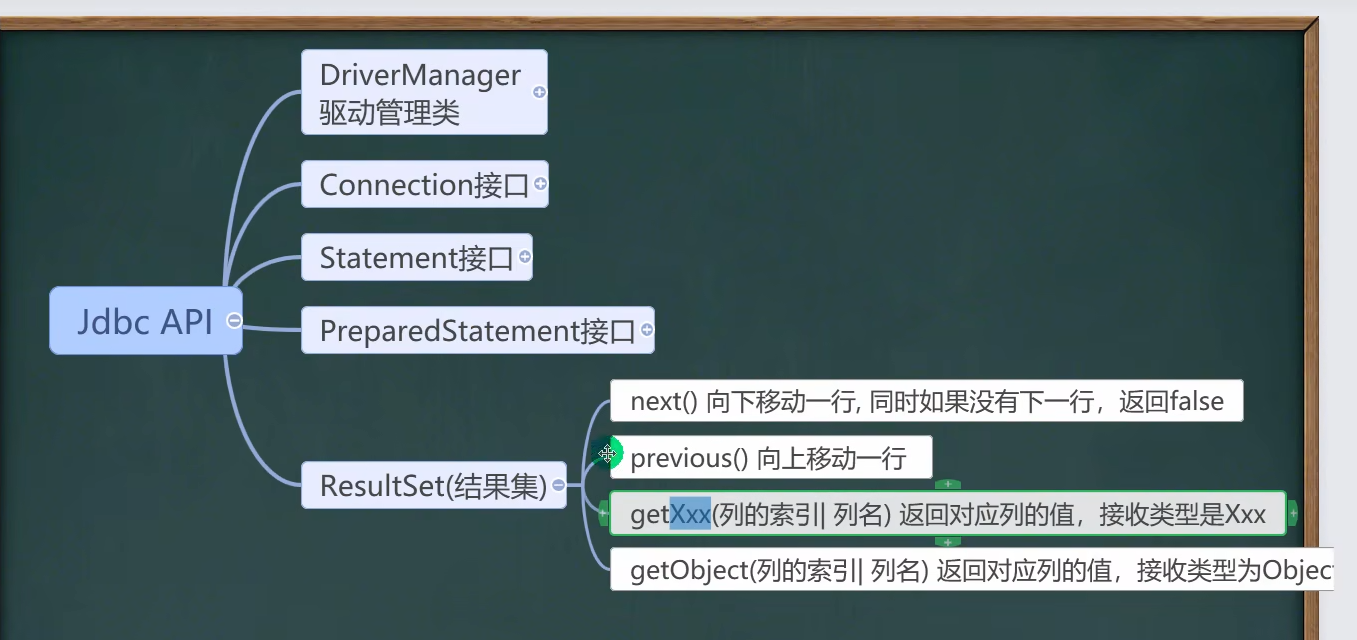 DriverManager
驱动管理类
Connection接口
Statement接口
Jdbc API
PreparedStatement接口
next() 向下移动一行, 同时如果没有下一行，返回false
previous() 向上移动一行
ResultSet(结果集)
getXxx(列的索引| 列名) 返回对应列的值，接收类型是Xxx
getObject(列的索引| 列名) 返回对应列的值，接收类型为Objec